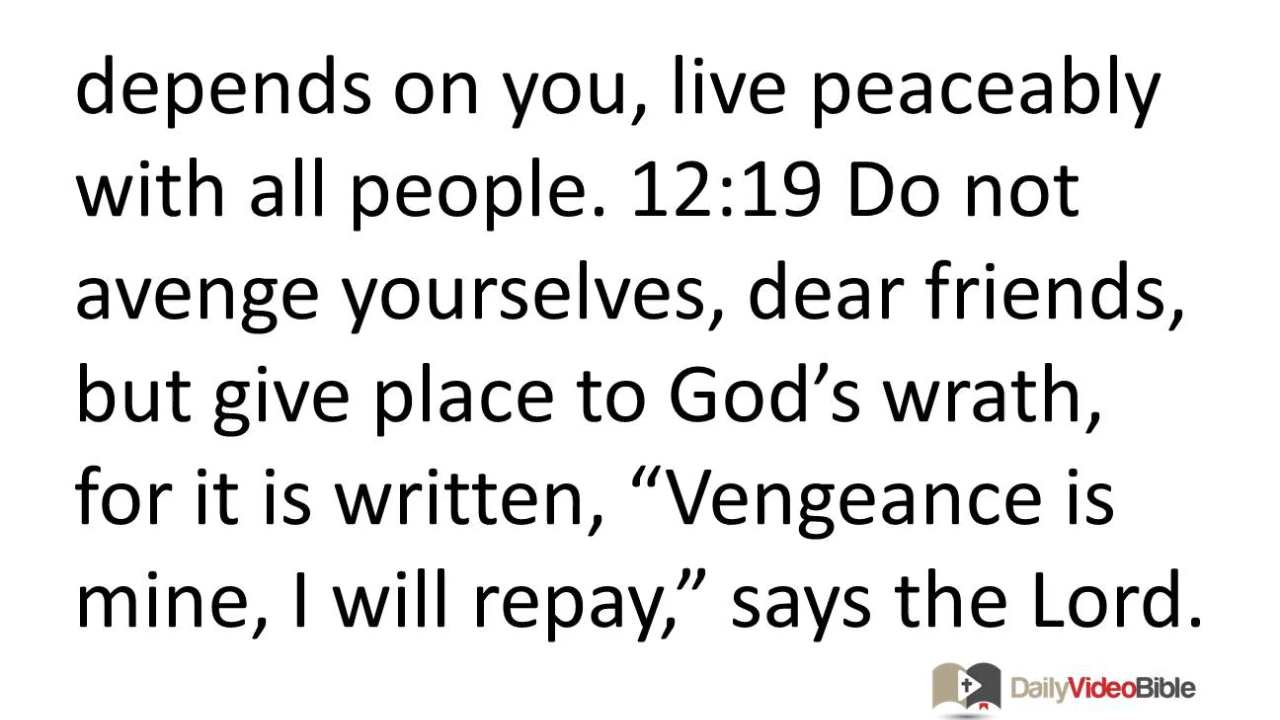 depends on you, live peaceably
with all people. 12:19 Do not
avenge yourselves, dear friends,
but give place to God’s wrath,
for it is written, “Vengeance is
mine, I will repay,” says the Lord.
DailyVideoBible